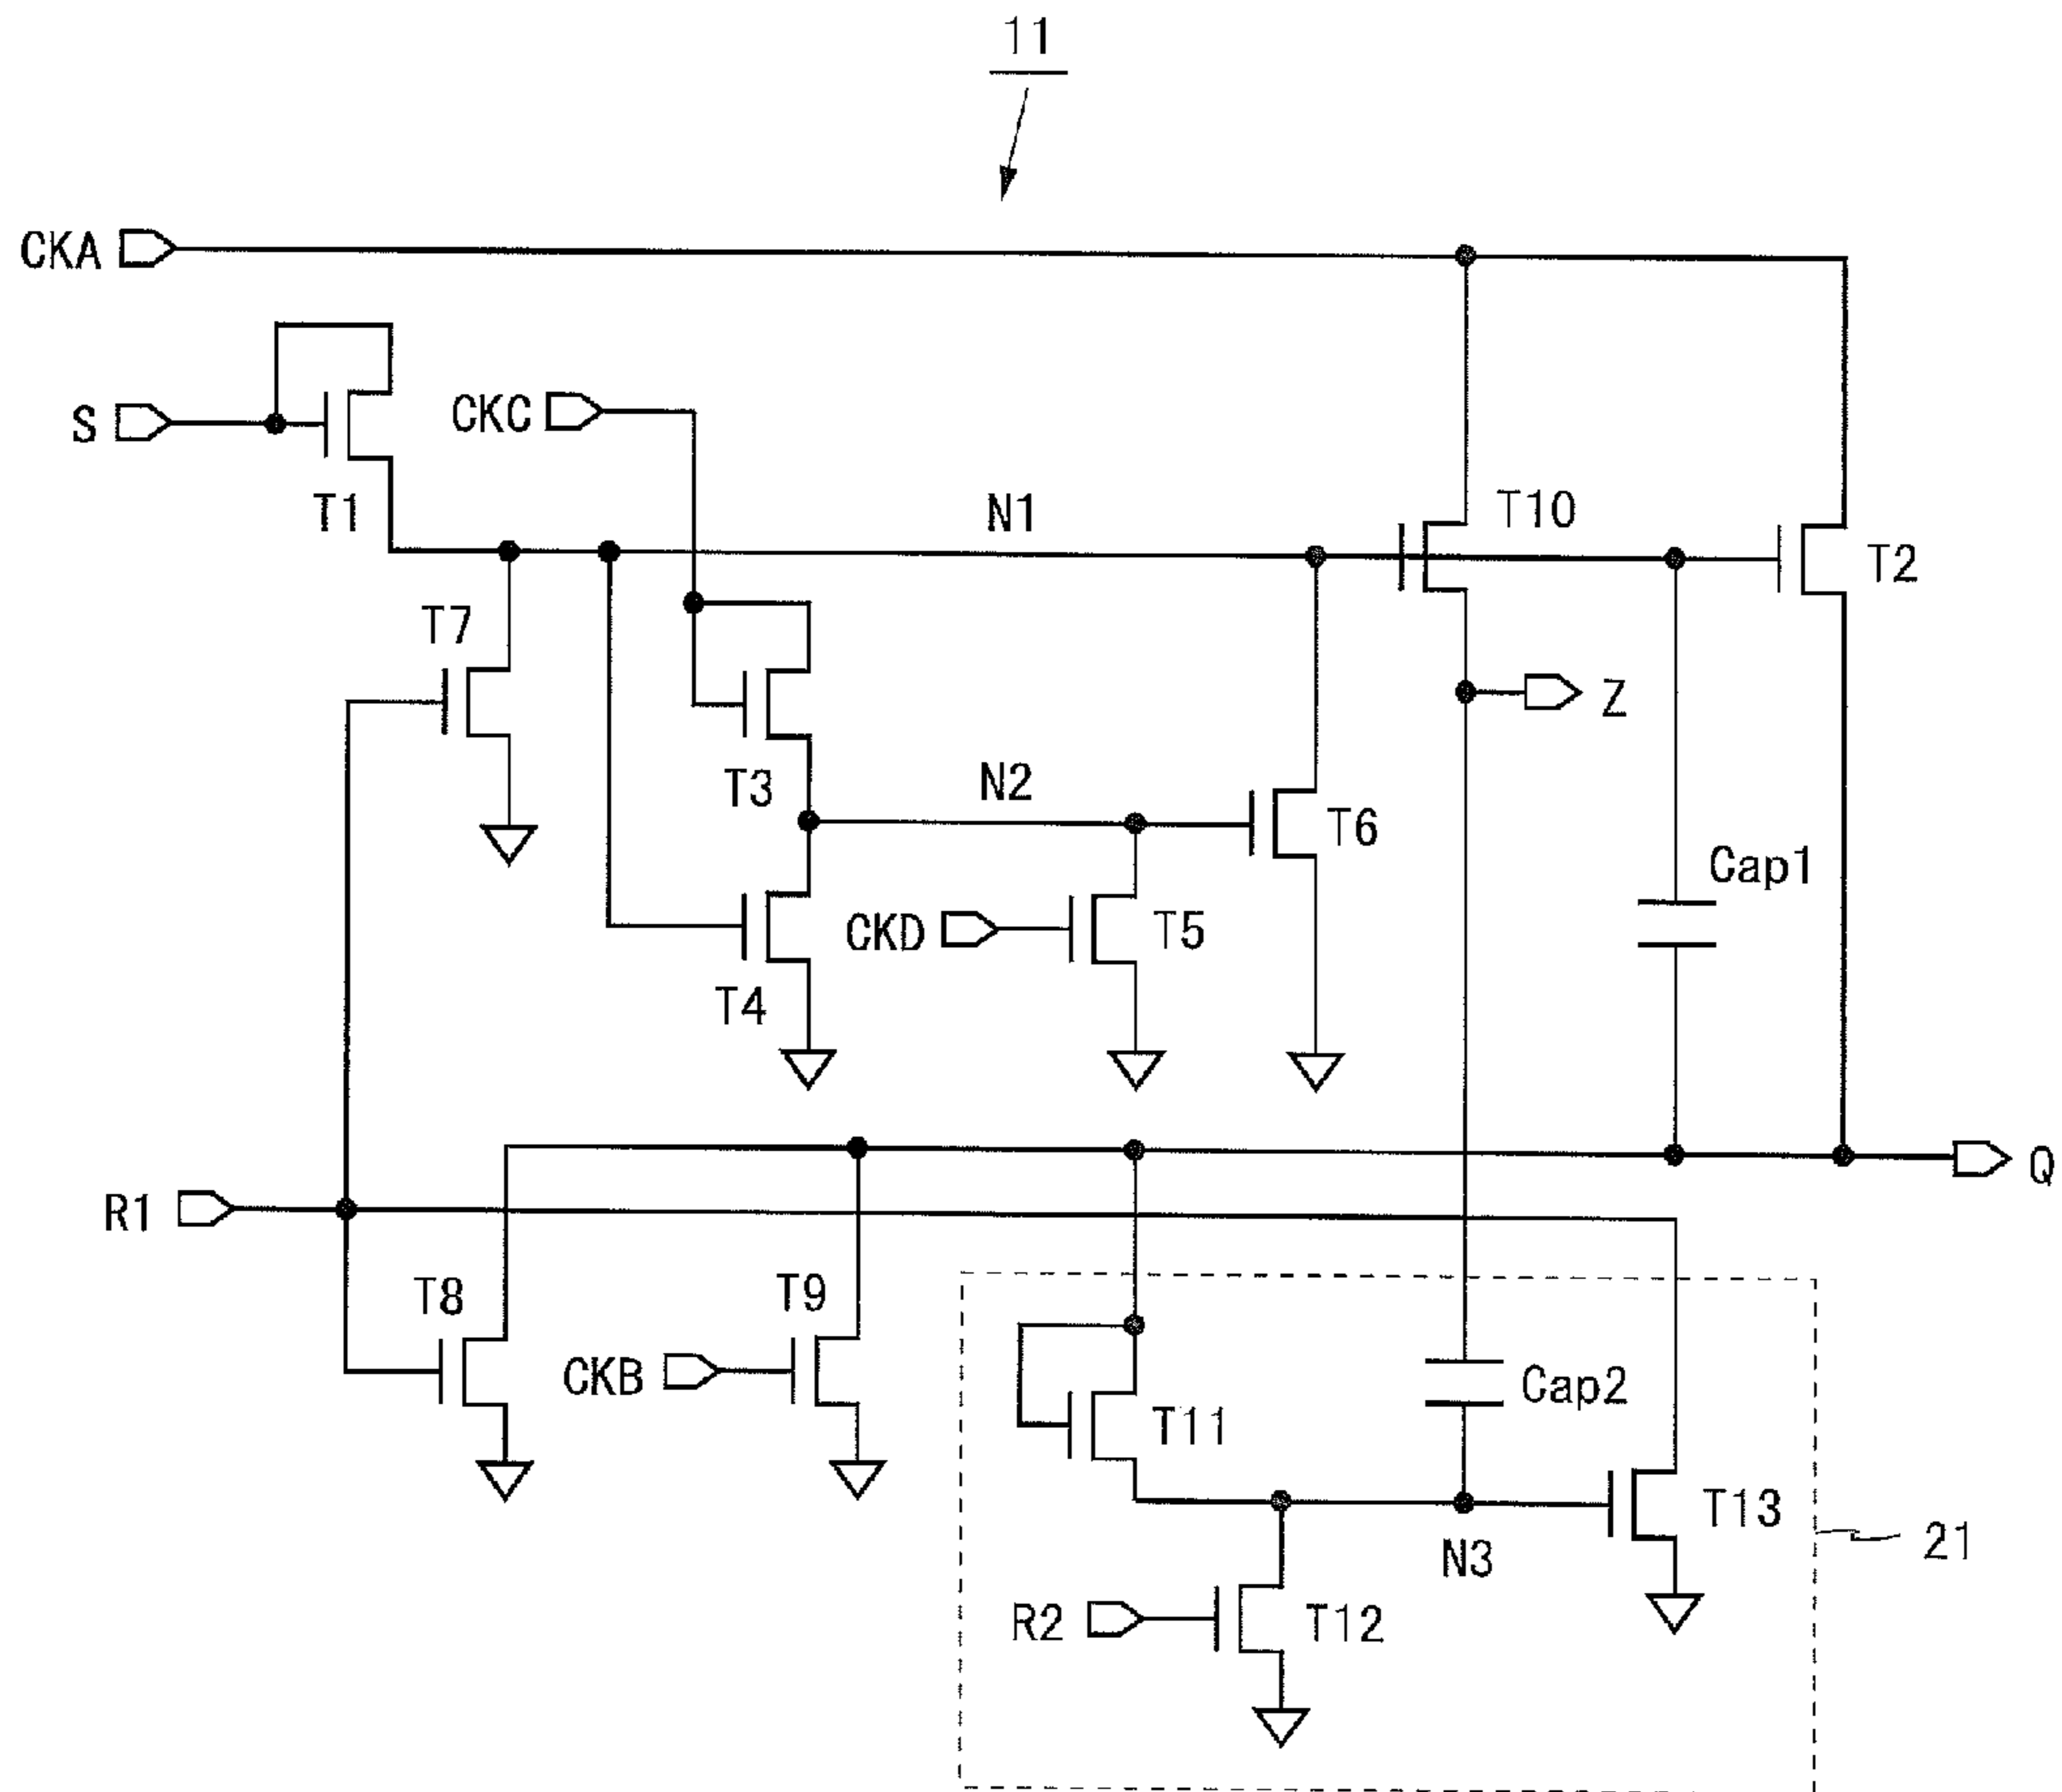 11
CKA
S
CKC
T1
N1
T10
T2
T7
Z
T3
N2
T6
Cap1
CKD
T5
T4
Q
R1
T8
T9
CKB
Cap2
T11
T13
21
N3
R2
T12